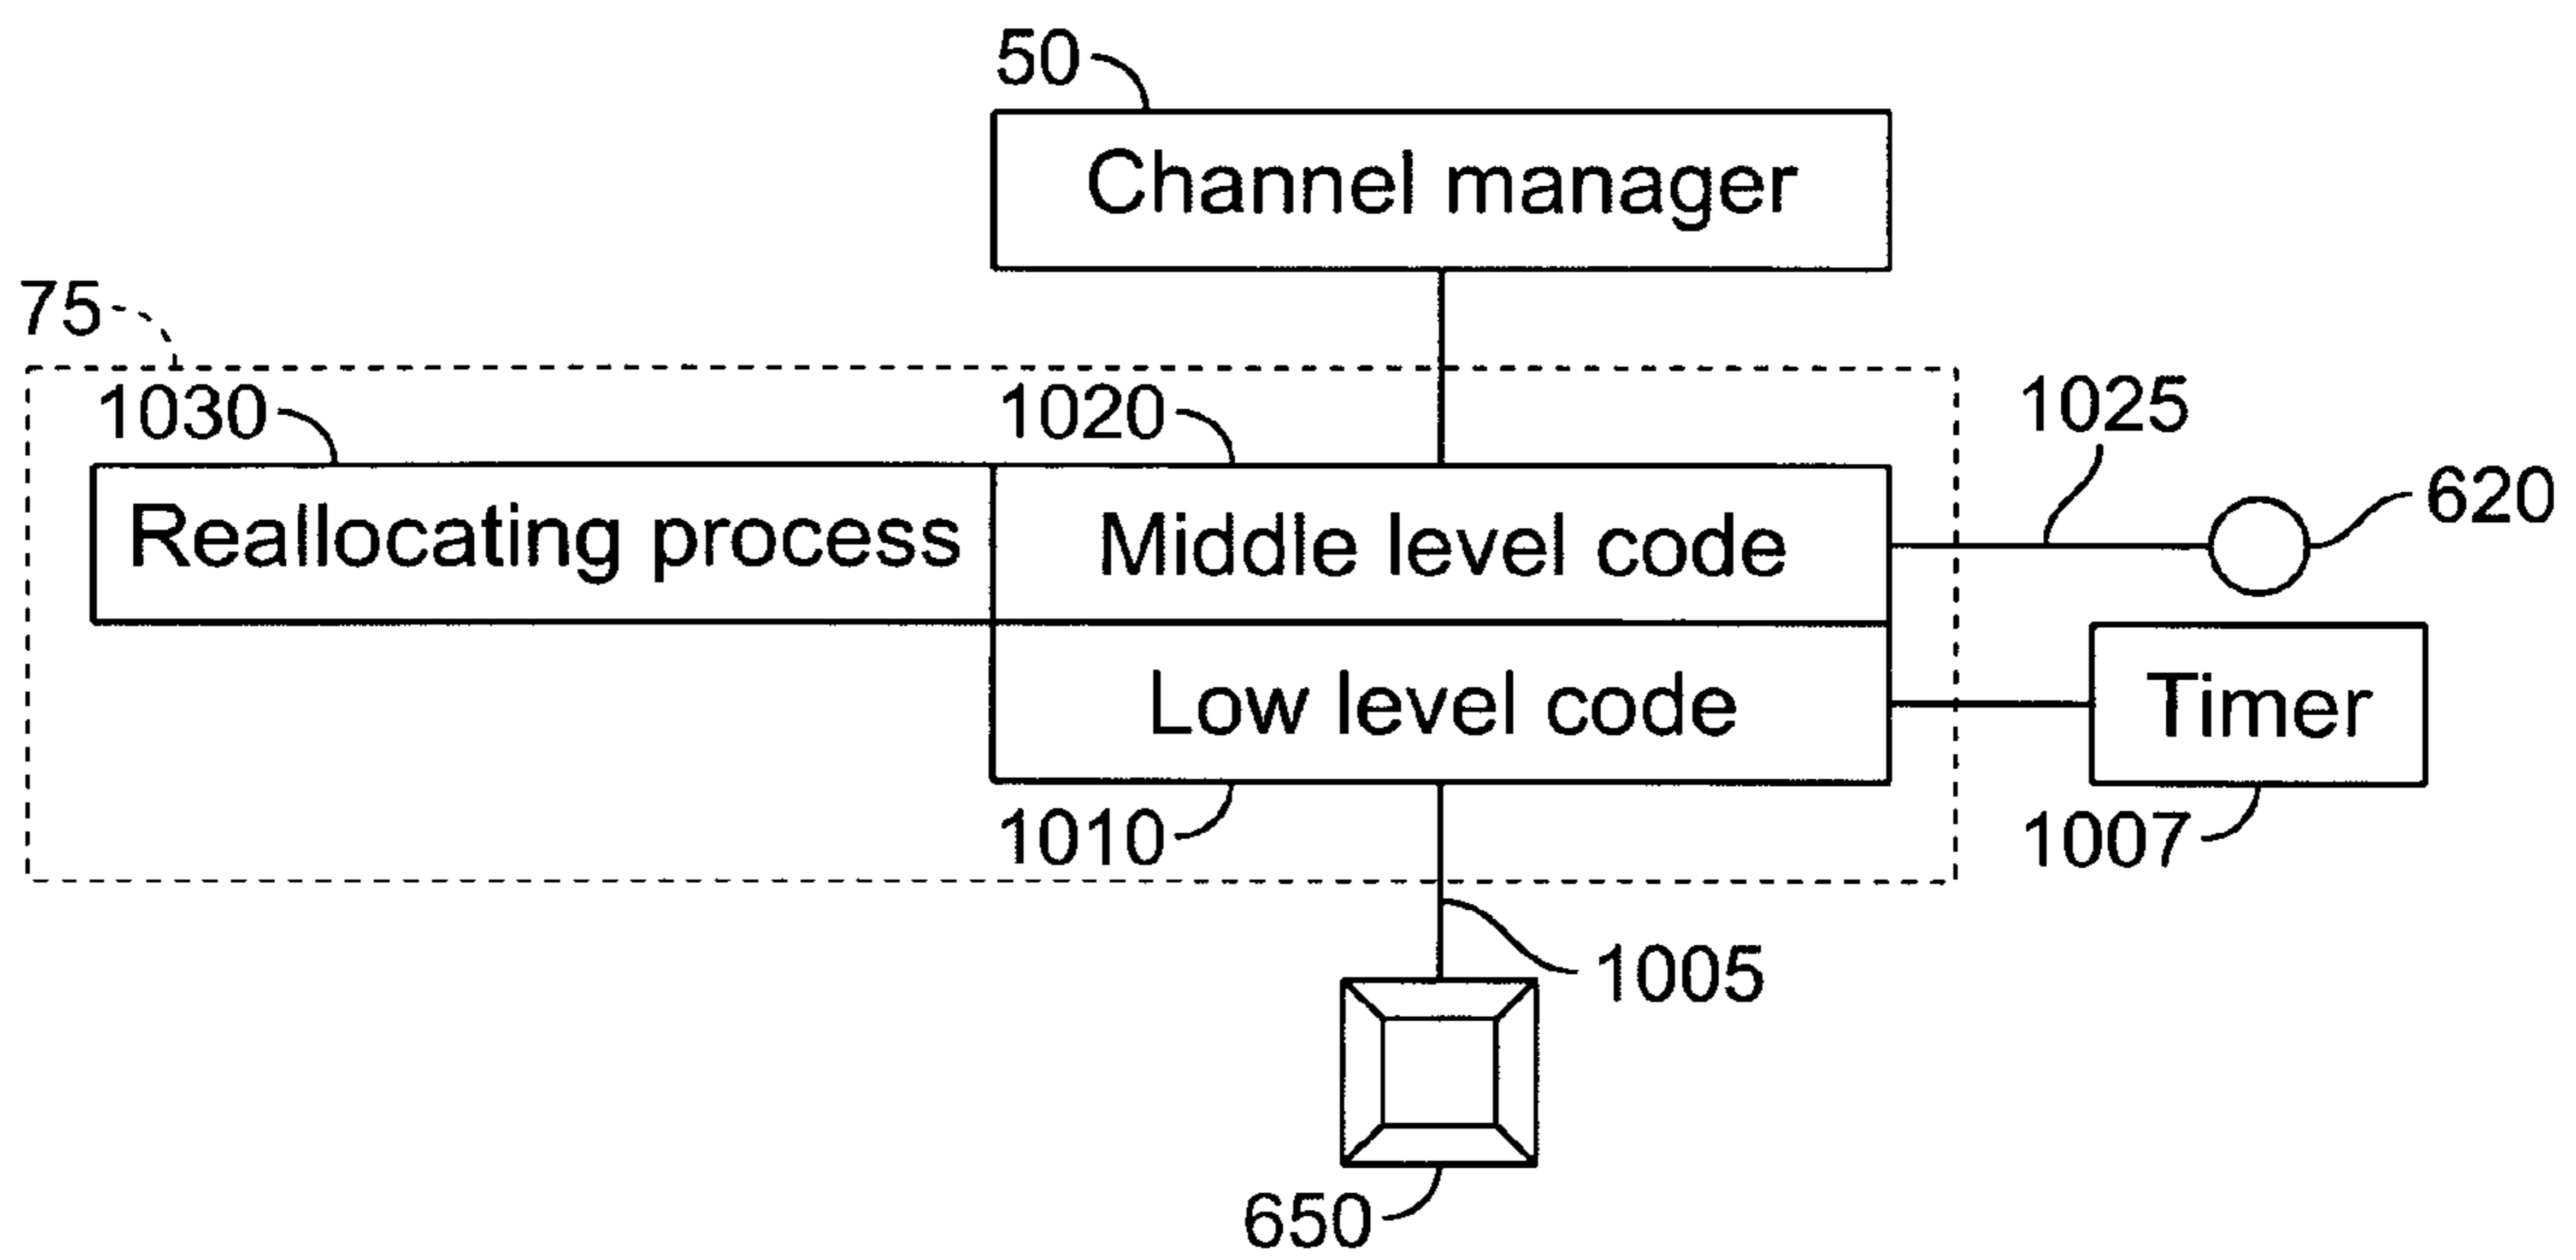 50
Channel manager
75
1030
1020
1025
620
Reallocating process
Middle level code
Low level code
Timer
1010
1007
1005
650